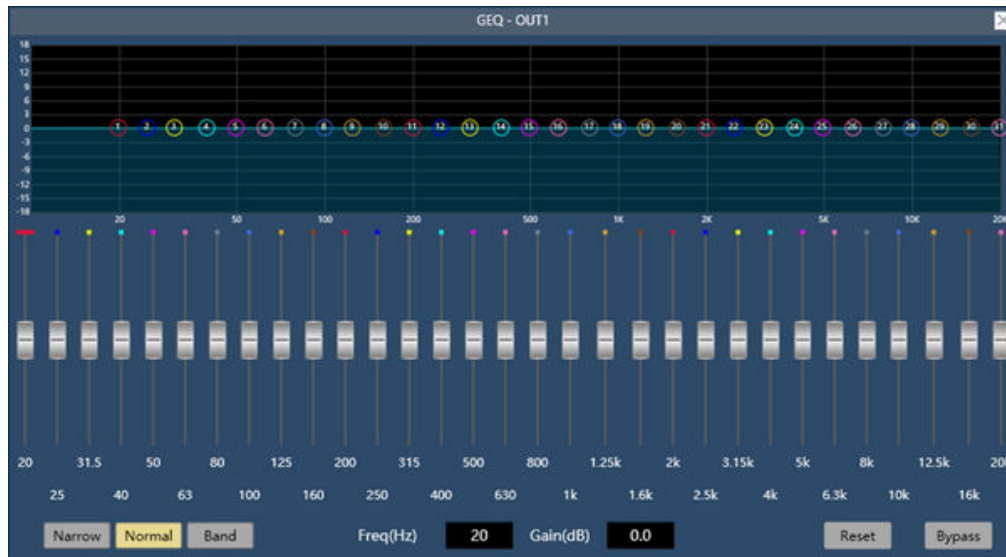 GEQ - OUT1
18
15
12
9
6
3
0
-3
-6
-9
-12
-15
-18
1 2 3 4 5 6 7 8 9 10 11 12 13 14 15 16 17 18 19 20 21 22 23 24 25 26 27 28 29 30 31
20 50 100 200 500 1K 2K 5K 10K 20K
20 31.5 50 80 125 200 315 500 800 1.25k 2k 3.15k 5k 8k 12.5k 20
25 40 63 100 160 250 400 630 1k 1.6k 2.5k 4k 6.3k 10k 16k
Narrow Normal Band Freq(Hz) 20 Gain(dB) 0.0 Reset Bypass